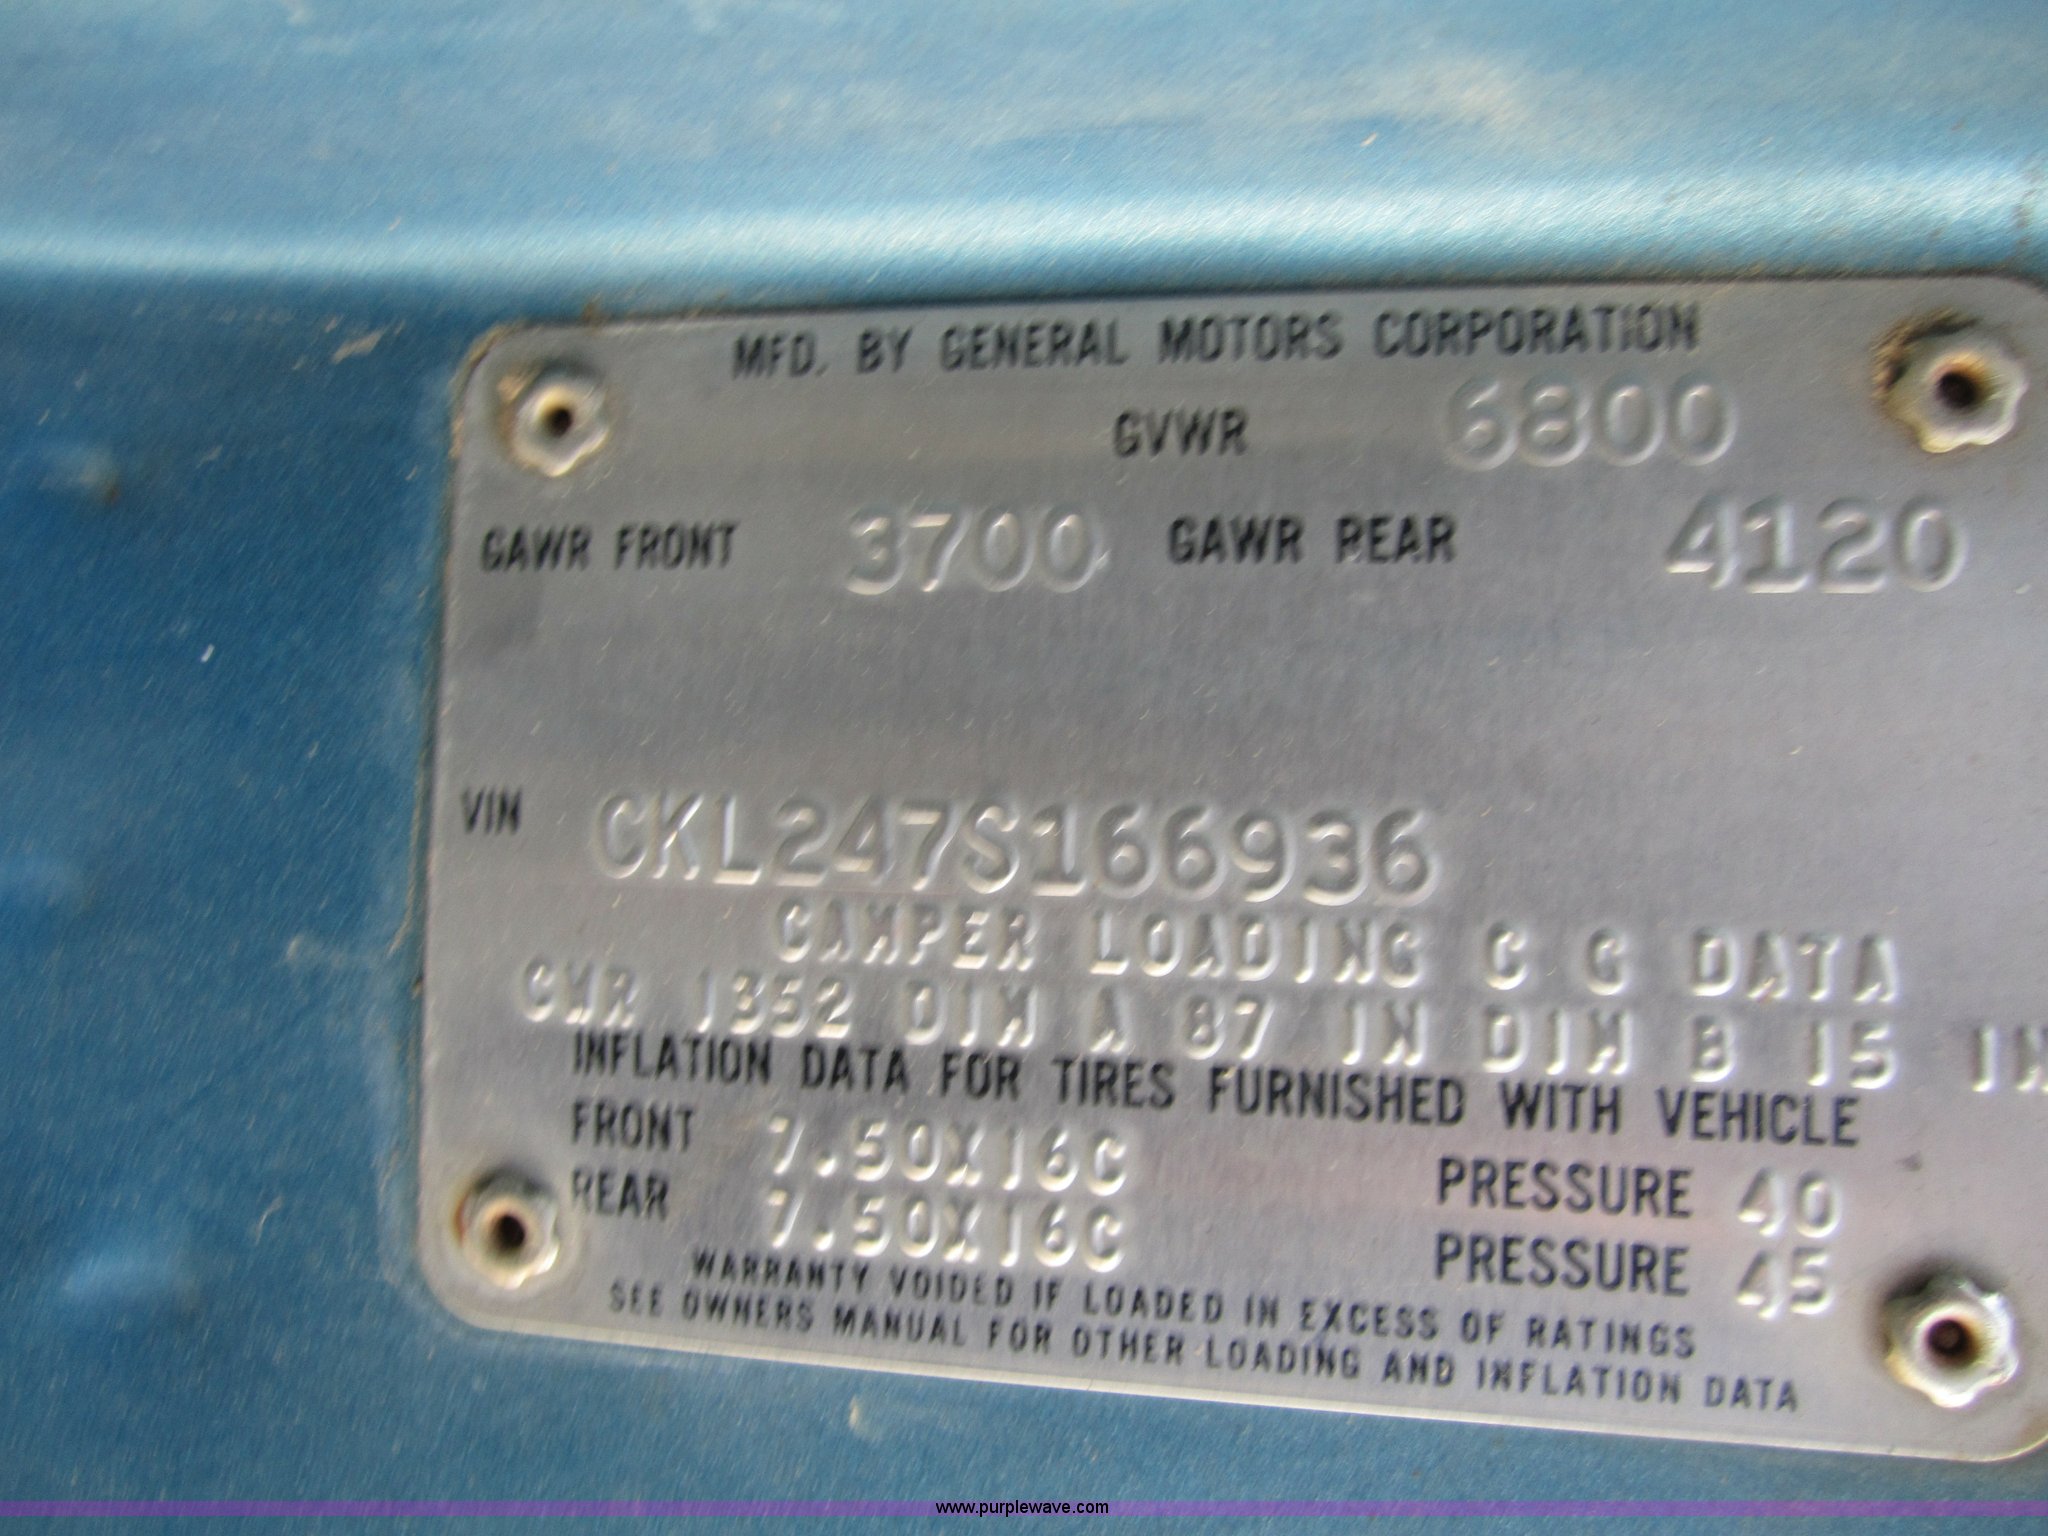 MFD. BY GENERAL MOTORS CORPORATION
GVWR 6800
GAWR FRONT 3700 GAWR REAR 4120
VIN CKL247S166936
CAMPER LOADING C G DATA
CWR 1352 DIM A 87 IN DIM B 15 IN
INFLATION DATA FOR TIRES FURNISHED WITH VEHICLE
FRONT 7.50X16C PRESSURE 40
REAR 7.50X16C PRESSURE 45
WARRANTY VOIDED IF LOADED IN EXCESS OF RATINGS
SEE OWNERS MANUAL FOR OTHER LOADING AND INFLATION DATA
www.purplewave.com